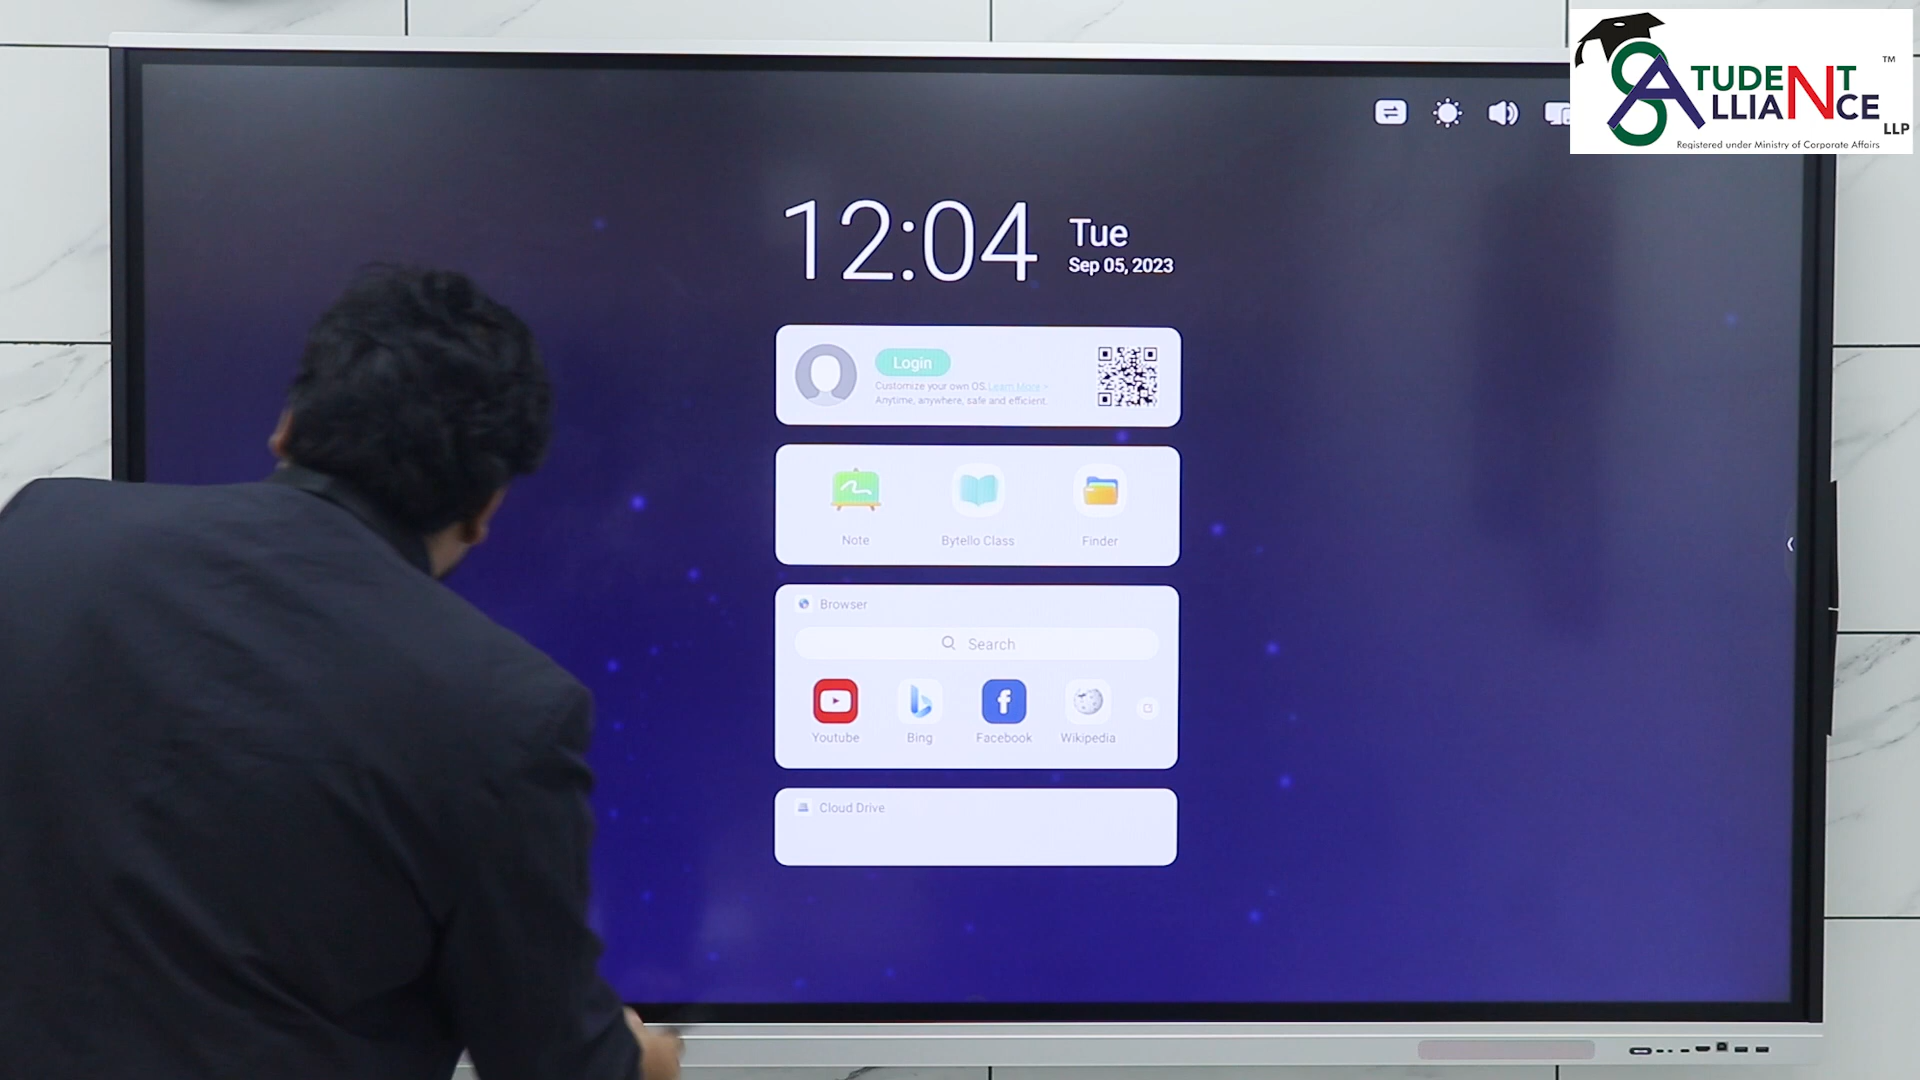 STUDENT
ALLIANCE
TM
LLP
Registered under Ministry of Corporate Affairs
12:04
Tue
Sep 05, 2023
Login
Customize your own OS. Learn More >
Anytime, anywhere, safe and efficient.
Note
Bytello Class
Finder
Browser
Search
Youtube
Bing
Facebook
Wikipedia
Cloud Drive